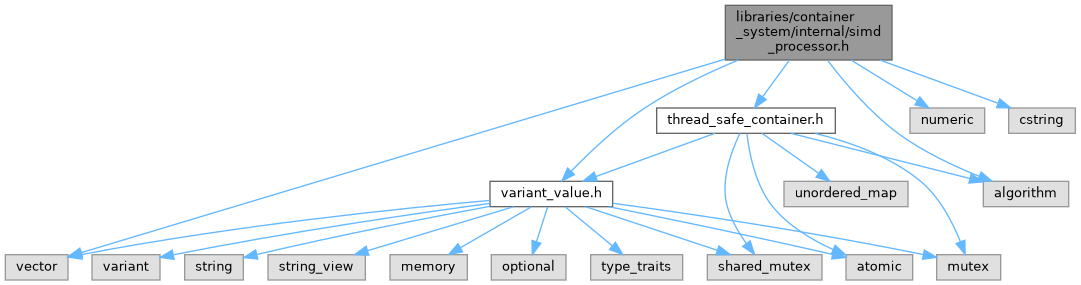 libraries/container
_system/internal/simd
_processor.h
thread_safe_container.h
numeric
cstring
variant_value.h
unordered_map
algorithm
vector
variant
string
string_view
memory
optional
type_traits
shared_mutex
atomic
mutex